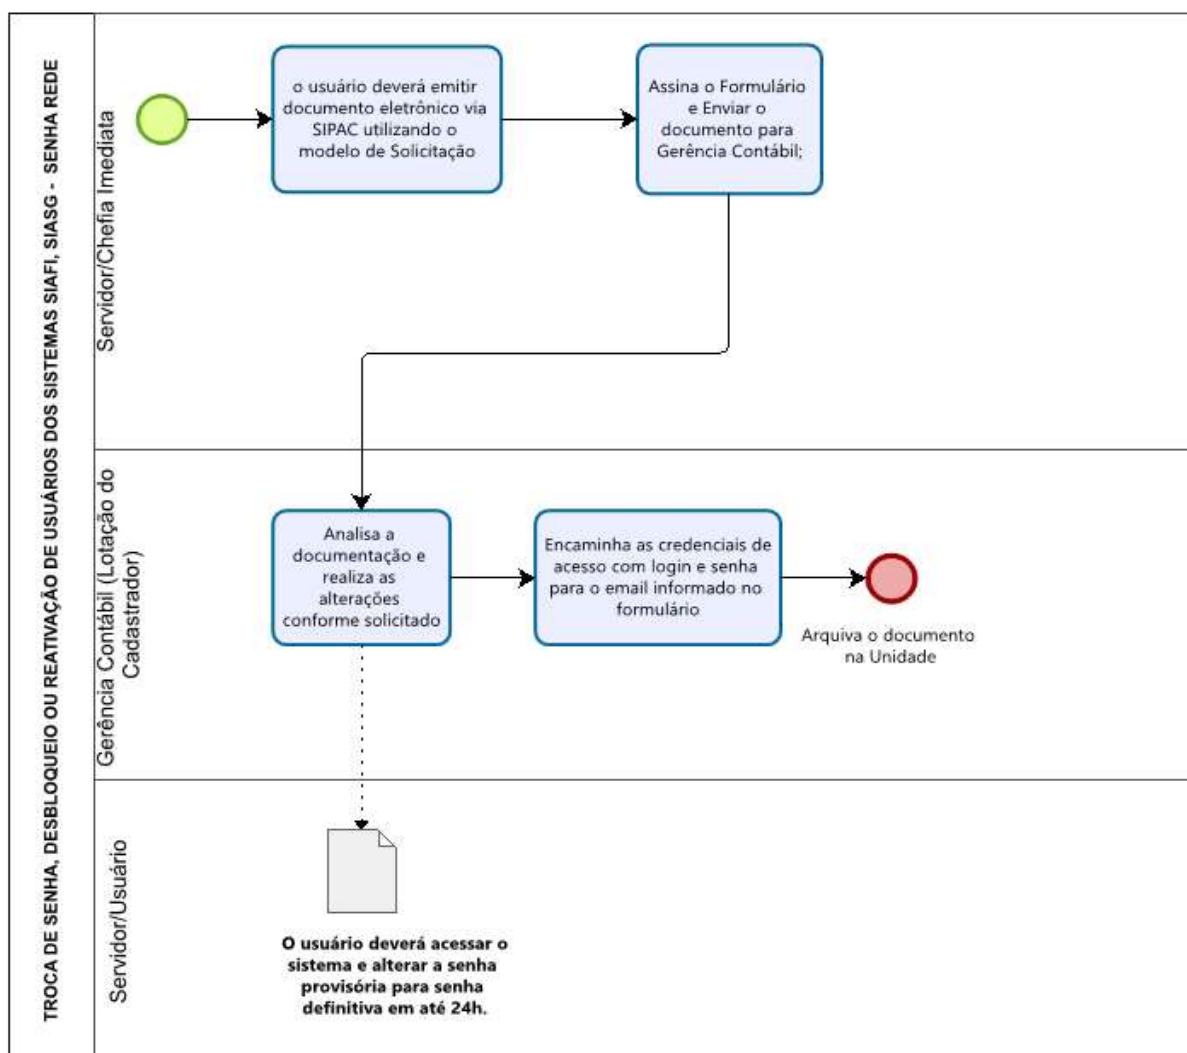 TROCA DE SENHA, DESBLOQUEIO OU REATIVAÇÃO DE USUÁRIOS DOS SISTEMAS SIAFI, SIASG - SENHA REDE
Servidor/Chefia Imediata
o usuário deverá emitir
documento eletrônico via
SIPAC utilizando o
modelo de Solicitação
Assina o Formulário
e Enviar o
documento para
Gerência Contábil;
Gerência Contábil (Lotação do
Cadastrador)
Analisa a
documentação e
realiza as
alterações
conforme solicitado
Encaminha as credenciais de
acesso com login e senha
para o email informado no
formulário
Arquiva o documento
na Unidade
Servidor/Usuário
O usuário deverá acessar o
sistema e alterar a senha
provisória para senha
definitiva em até 24h.